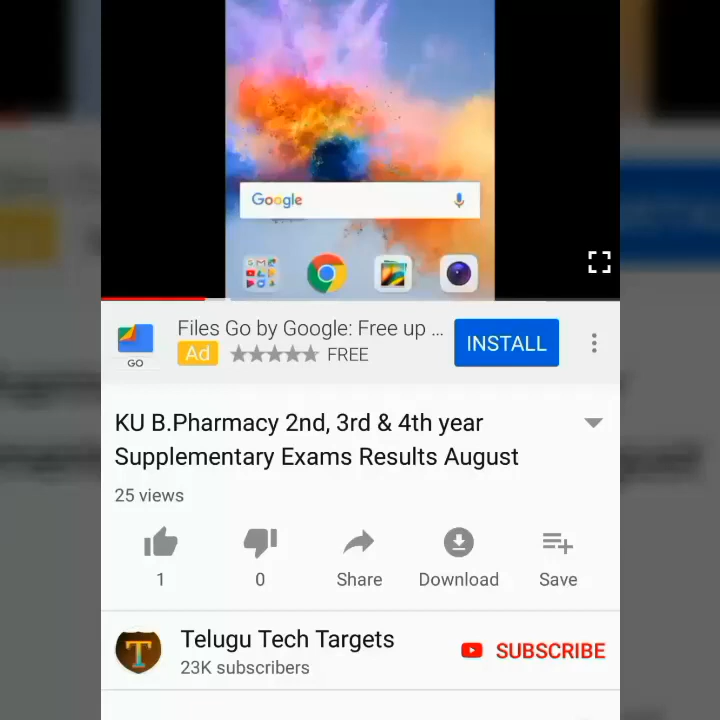 Google
GO
Files Go by Google: Free up ...
Ad
FREE
INSTALL
KU B.Pharmacy 2nd, 3rd & 4th year
Supplementary Exams Results August
25 views
1
0
Share
Download
Save
T
Telugu Tech Targets
23K subscribers
SUBSCRIBE